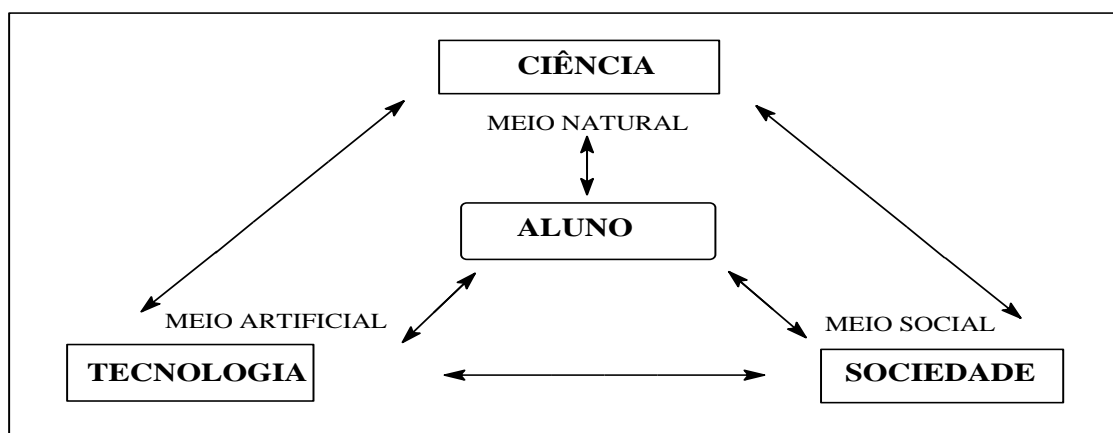 CIÊNCIA
MEIO NATURAL
ALUNO
MEIO ARTIFICIAL
MEIO SOCIAL
TECNOLOGIA
SOCIEDADE